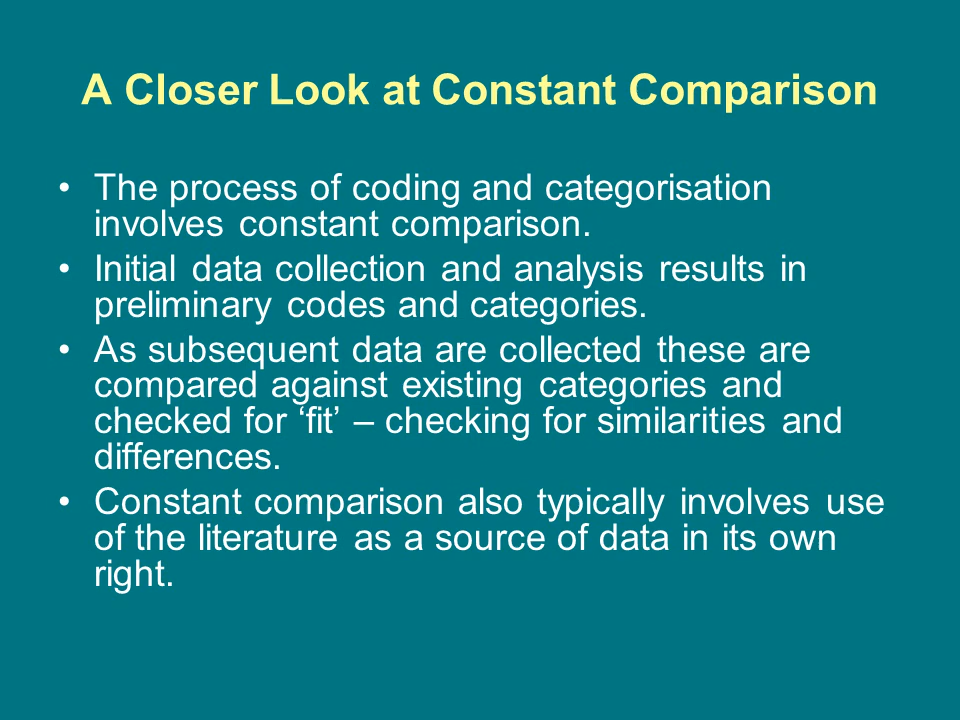 A Closer Look at Constant Comparison
• The process of coding and categorisation
involves constant comparison.
• Initial data collection and analysis results in
preliminary codes and categories.
• As subsequent data are collected these are
compared against existing categories and
checked for ‘fit’ – checking for similarities and
differences.
• Constant comparison also typically involves use
of the literature as a source of data in its own
right.